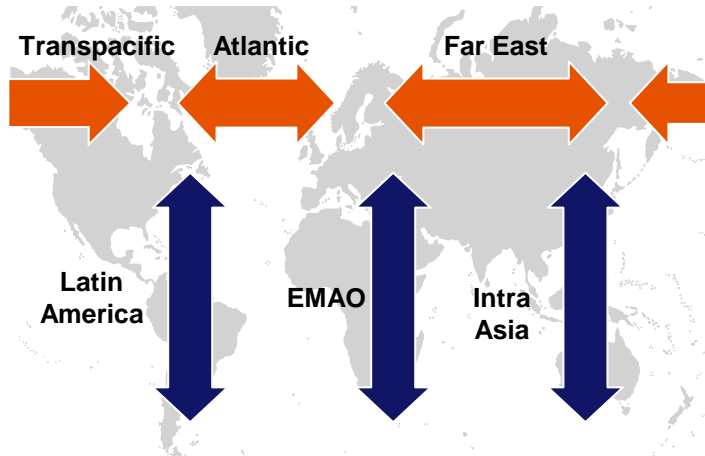 Transpacific
Atlantic
Far East
Latin
America
EMAO
Intra
Asia